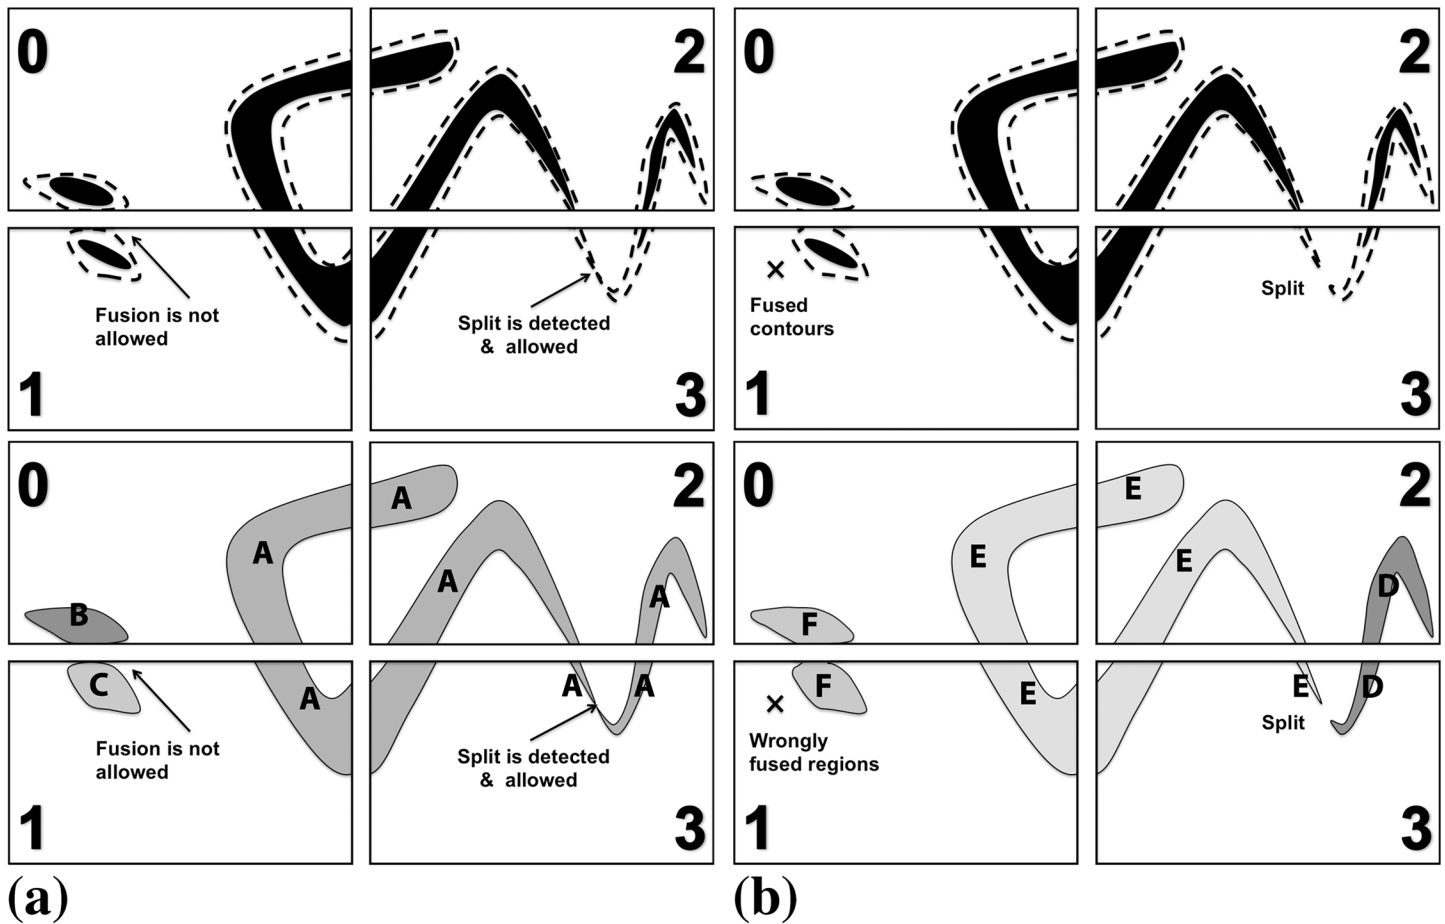 0
2
0
2
Fusion is not
allowed
Split is detected
& allowed
1
3
×
Fused
contours
Split
1
3
0
A
A
A
A
2
B
0
E
E
E
2
F
D
C
A
A
A
Fusion is not
allowed
Split is detected
& allowed
1
3
F
E
E
D
×
Wrongly
fused regions
Split
1
3
(a)
(b)